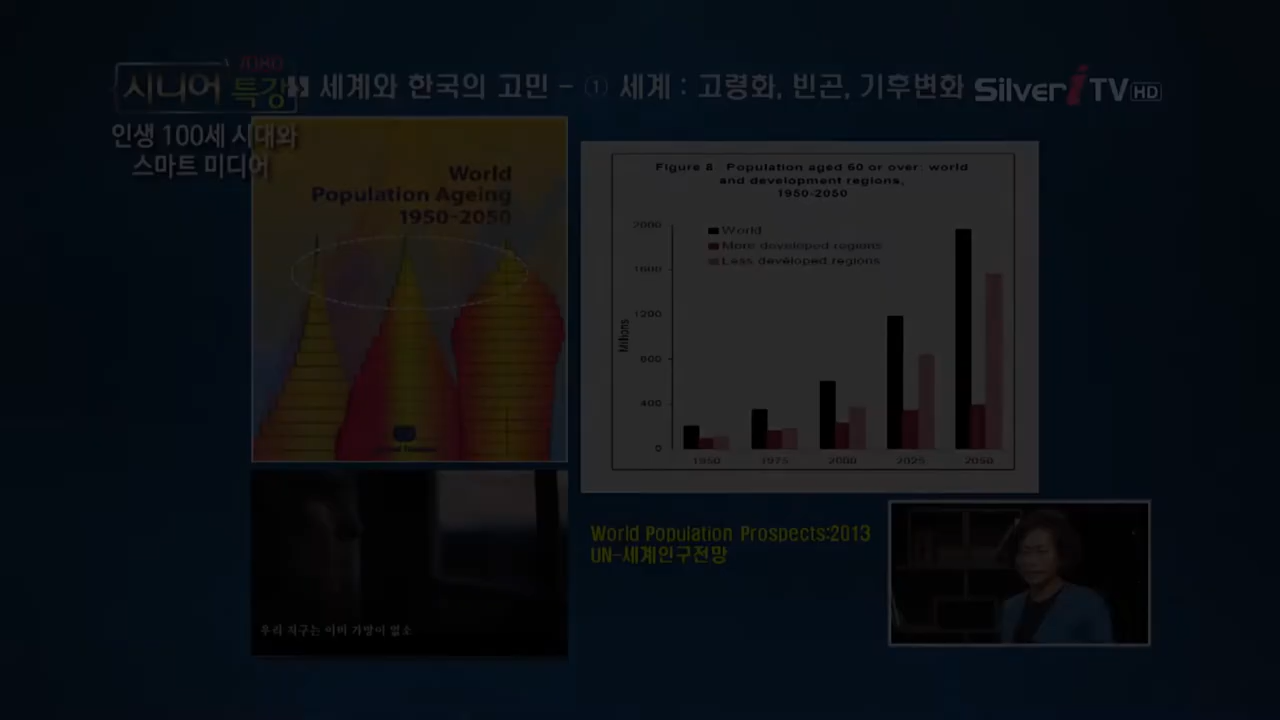 시니어 특강
세계와 한국의 고민 - ① 세계 : 고령화, 빈곤, 기후변화
Silver i TV HD
인생 100세 시대와
스마트 미디어
World
Population Ageing
1950-2050
Figure 8 Population aged 60 or over: world
and development regions,
1950-2050
2000
1600
1200
800
400
0
Millions
World
More developed regions
Less developed regions
1950 1975 2000 2025 2050
World Population Prospects:2013
UN-세계인구전망
우리 지구는 이미 가망이 없소